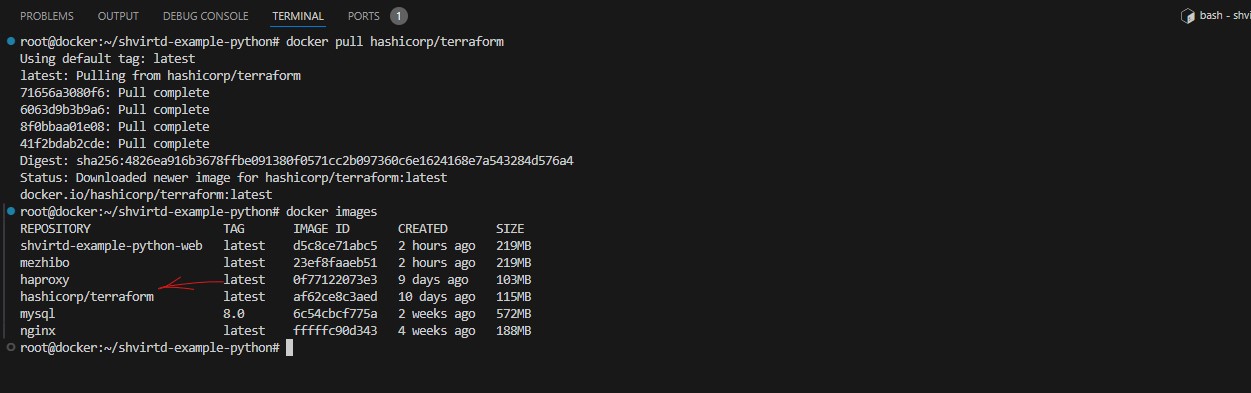 PROBLEMS OUTPUT DEBUG CONSOLE TERMINAL PORTS 1 bash - shvi
root@docker:~/shvirtd-example-python# docker pull hashicorp/terraform
Using default tag: latest
latest: Pulling from hashicorp/terraform
71656a3080f6: Pull complete
6063d9b3b9a6: Pull complete
8f0bbaa01e08: Pull complete
41f2bdab2cde: Pull complete
Digest: sha256:4826ea916b3678ffbe091380f0571cc2b097360c6e1624168e7a543284d576a4
Status: Downloaded newer image for hashicorp/terraform:latest
docker.io/hashicorp/terraform:latest
root@docker:~/shvirtd-example-python# docker images
REPOSITORY TAG IMAGE ID CREATED SIZE
shvirtd-example-python-web latest d5c8ce71abc5 2 hours ago 219MB
mezhibo latest 23ef8faaeb51 2 hours ago 219MB
haproxy latest 0f77122073e3 9 days ago 103MB
hashicorp/terraform latest af62ce8c3aed 10 days ago 115MB
mysql 8.0 6c54cbcf775a 2 weeks ago 572MB
nginx latest fffffc90d343 4 weeks ago 188MB
root@docker:~/shvirtd-example-python#